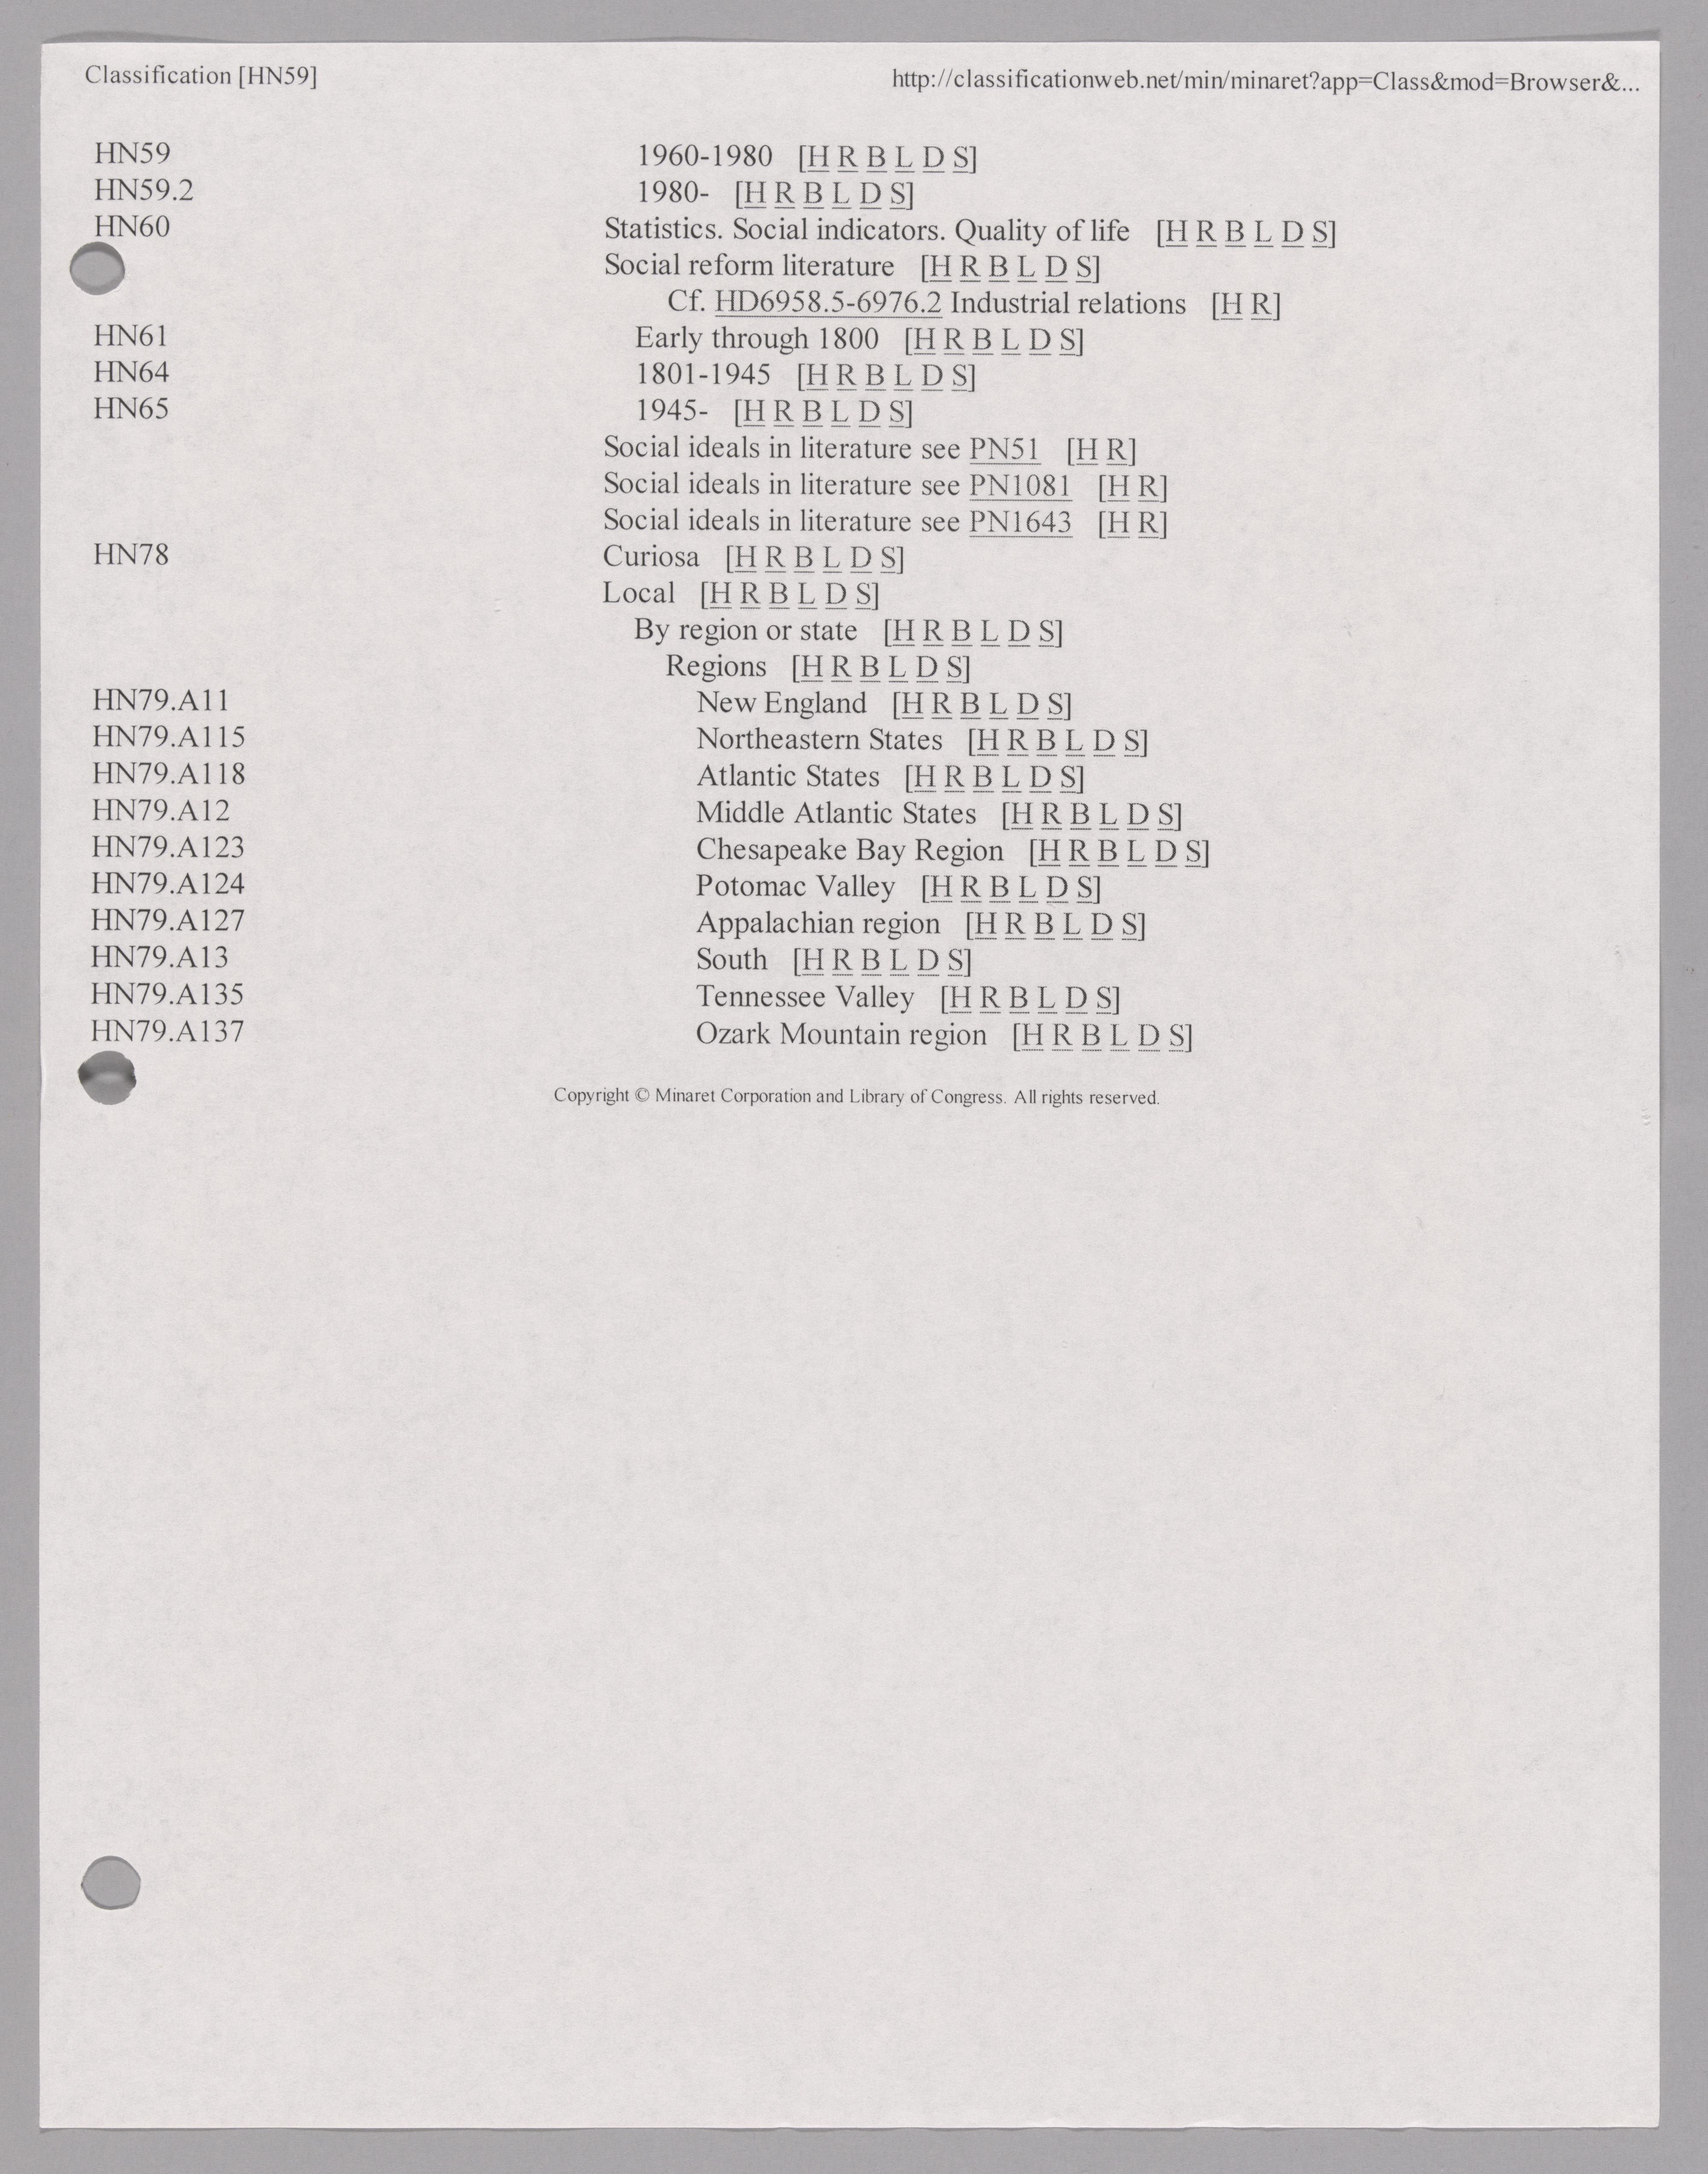 Classification [HN59] http://classificationweb.net/min/minaret?app=Class&mod=Browser&...
HN59 1960-1980 [H R B L D S]
HN59.2 1980- [H R B L D S]
HN60 Statistics. Social indicators. Quality of life [H R B L D S]
Social reform literature [H R B L D S]
Cf. HD6958.5-6976.2 Industrial relations [H R]
HN61 Early through 1800 [H R B L D S]
HN64 1801-1945 [H R B L D S]
HN65 1945- [H R B L D S]
Social ideals in literature see PN51 [H R]
Social ideals in literature see PN1081 [H R]
Social ideals in literature see PN1643 [H R]
HN78 Curiosa [H R B L D S]
Local [H R B L D S]
By region or state [H R B L D S]
Regions [H R B L D S]
HN79.A11 New England [H R B L D S]
HN79.A115 Northeastern States [H R B L D S]
HN79.A118 Atlantic States [H R B L D S]
HN79.A12 Middle Atlantic States [H R B L D S]
HN79.A123 Chesapeake Bay Region [H R B L D S]
HN79.A124 Potomac Valley [H R B L D S]
HN79.A127 Appalachian region [H R B L D S]
HN79.A13 South [H R B L D S]
HN79.A135 Tennessee Valley [H R B L D S]
HN79.A137 Ozark Mountain region [H R B L D S]
Copyright © Minaret Corporation and Library of Congress. All rights reserved.